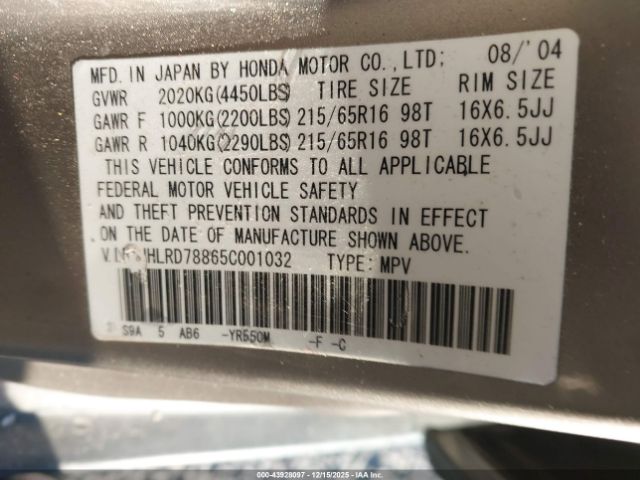 MFD. IN JAPAN BY HONDA MOTOR CO.,LTD; 08/'04
GVWR 2020KG(4450LBS) TIRE SIZE RIM SIZE
GAWR F 1000KG(2200LBS) 215/65R16 98T 16X6.5JJ
GAWR R 1040KG(2290LBS) 215/65R16 98T 16X6.5JJ
THIS VEHICLE CONFORMS TO ALL APPLICABLE
FEDERAL MOTOR VEHICLE SAFETY
AND THEFT PREVENTION STANDARDS IN EFFECT
ON THE DATE OF MANUFACTURE SHOWN ABOVE.
JHLRD78865C001032 TYPE: MPV
S9A 5 AB6 -YR550M -F -C
000-43928097 - 12/15/2025 - IAAI.COM